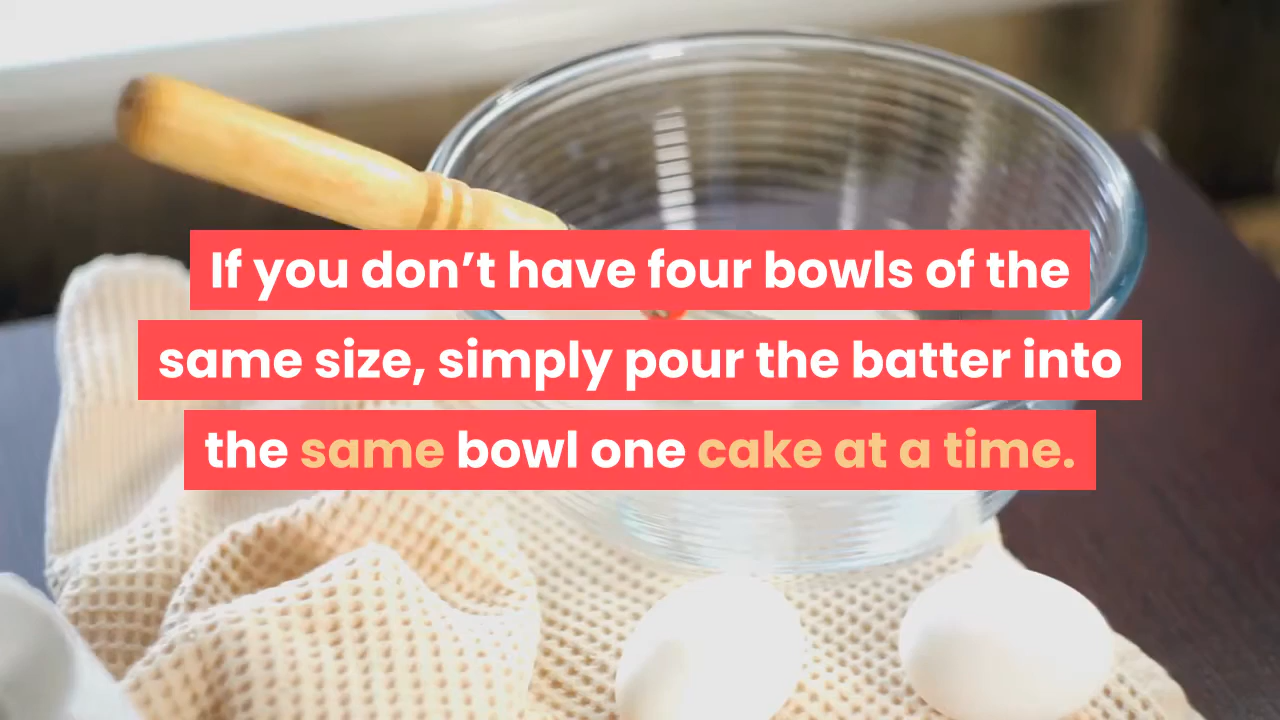 If you don’t have four bowls of the
same size, simply pour the batter into
the same bowl one cake at a time.